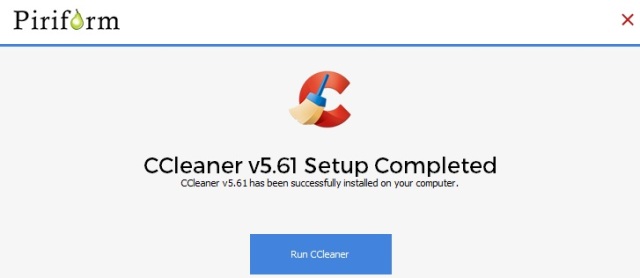 Piriform
CCleaner v5.61 Setup Completed
CCleaner v5.61 has been successfully installed on your computer.
Run CCleaner